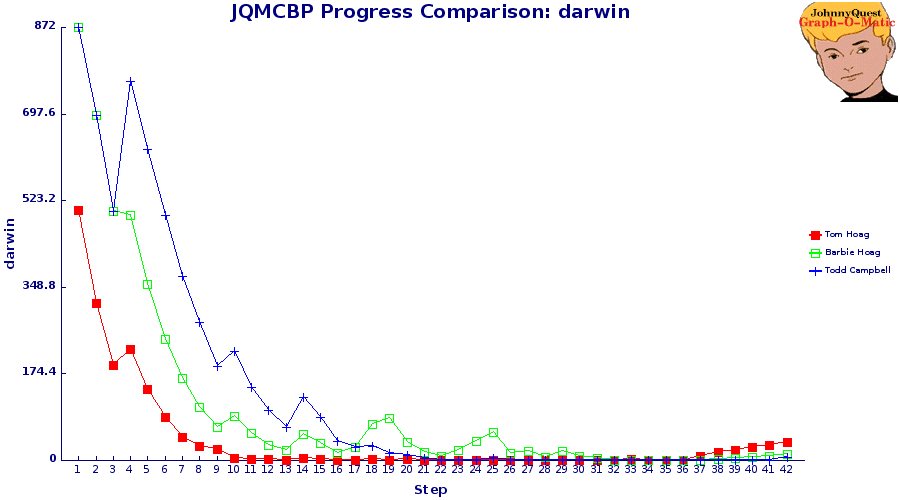 JQMCBP Progress Comparison: darwin
JohnnyQuest
Graph-O-Matic
872
697.6
523.2
348.8
174.4
0
darwin
1 2 3 4 5 6 7 8 9 10 11 12 13 14 15 16 17 18 19 20 21 22 23 24 25 26 27 28 29 30 31 32 33 34 35 36 37 38 39 40 41 42
Step
Tom Hoag
Barbie Hoag
Todd Campbell